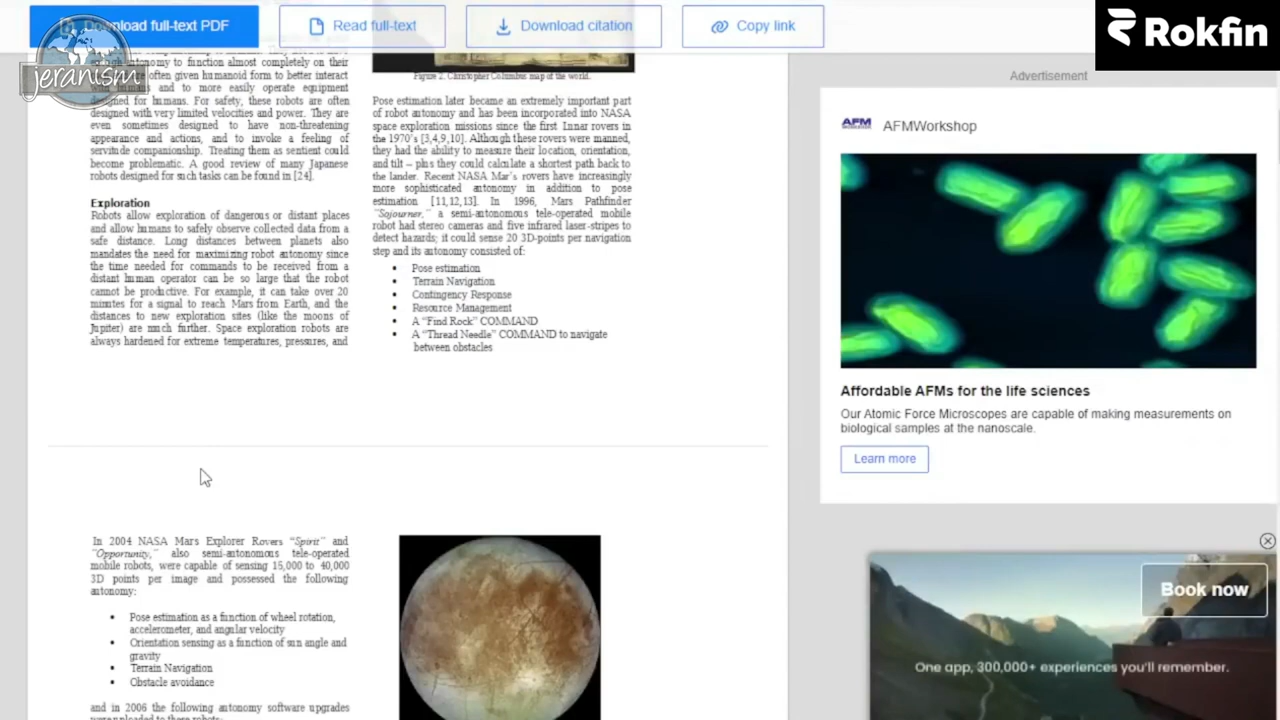 Download full-text PDF
Read full-text
Download citation
Copy link
Rokfin
jeranism
autonomy to function almost completely on their
often given humanoid form to better interact
and to more easily operate equipment
designed for humans. For safety, these robots are often
designed with very limited velocities and power. They are
even sometimes designed to have non-threatening
appearance and actions, and to invoke a feeling of
servitude companionship. Treating them as sentient could
become problematic. A good review of many Japanese
robots designed for such tasks can be found in [24].
Exploration
Robots allow exploration of dangerous or distant places
and allow humans to safely observe collected data from a
safe distance. Long distances between planets also
mandates the need for maximizing robot autonomy since
the time needed for commands to be received from a
distant human operator can be so large that the robot
cannot be productive. For example, it can take over 20
minutes for a signal to reach Mars from Earth, and the
distances to new exploration sites (like the moons of
Jupiter) are much further. Space exploration robots are
always hardened for extreme temperatures, pressures, and
Figure 2. Christopher Columbus map of the world.
Pose estimation later became an extremely important part
of robot autonomy and has been incorporated into NASA
space exploration missions since the first Lunar rovers in
the 1970's [3,4,9,10]. Although these rovers were manned,
they had the ability to measure their location, orientation,
and tilt – plus they could calculate a shortest path back to
the lander. Recent NASA Mar's rovers have increasingly
more sophisticated autonomy in addition to pose
estimation [11,12,13]. In 1996, Mars Pathfinder
"Sojourner," a semi-autonomous tele-operated mobile
robot had stereo cameras and five infrared laser-stripes to
detect hazards; it could sense 20 3D-points per navigation
step and its autonomy consisted of:
• Pose estimation
• Terrain Navigation
• Contingency Response
• Resource Management
• A "Find Rock" COMMAND
• A "Thread Needle" COMMAND to navigate
between obstacles
In 2004 NASA Mars Explorer Rovers "Spirit" and
"Opportunity," also semi-autonomous tele-operated
mobile robots, were capable of sensing 15,000 to 40,000
3D points per image and possessed the following
autonomy:
• Pose estimation as a function of wheel rotation,
accelerometer, and angular velocity
• Orientation sensing as a function of sun angle and
gravity
• Terrain Navigation
• Obstacle avoidance
and in 2006 the following autonomy software upgrades
were uploaded to these robots:
Advertisement
AFM
AFMWorkshop
Affordable AFMs for the life sciences
Our Atomic Force Microscopes are capable of making measurements on
biological samples at the nanoscale.
Learn more
Book now
One app, 300,000+ experiences you'll remember.